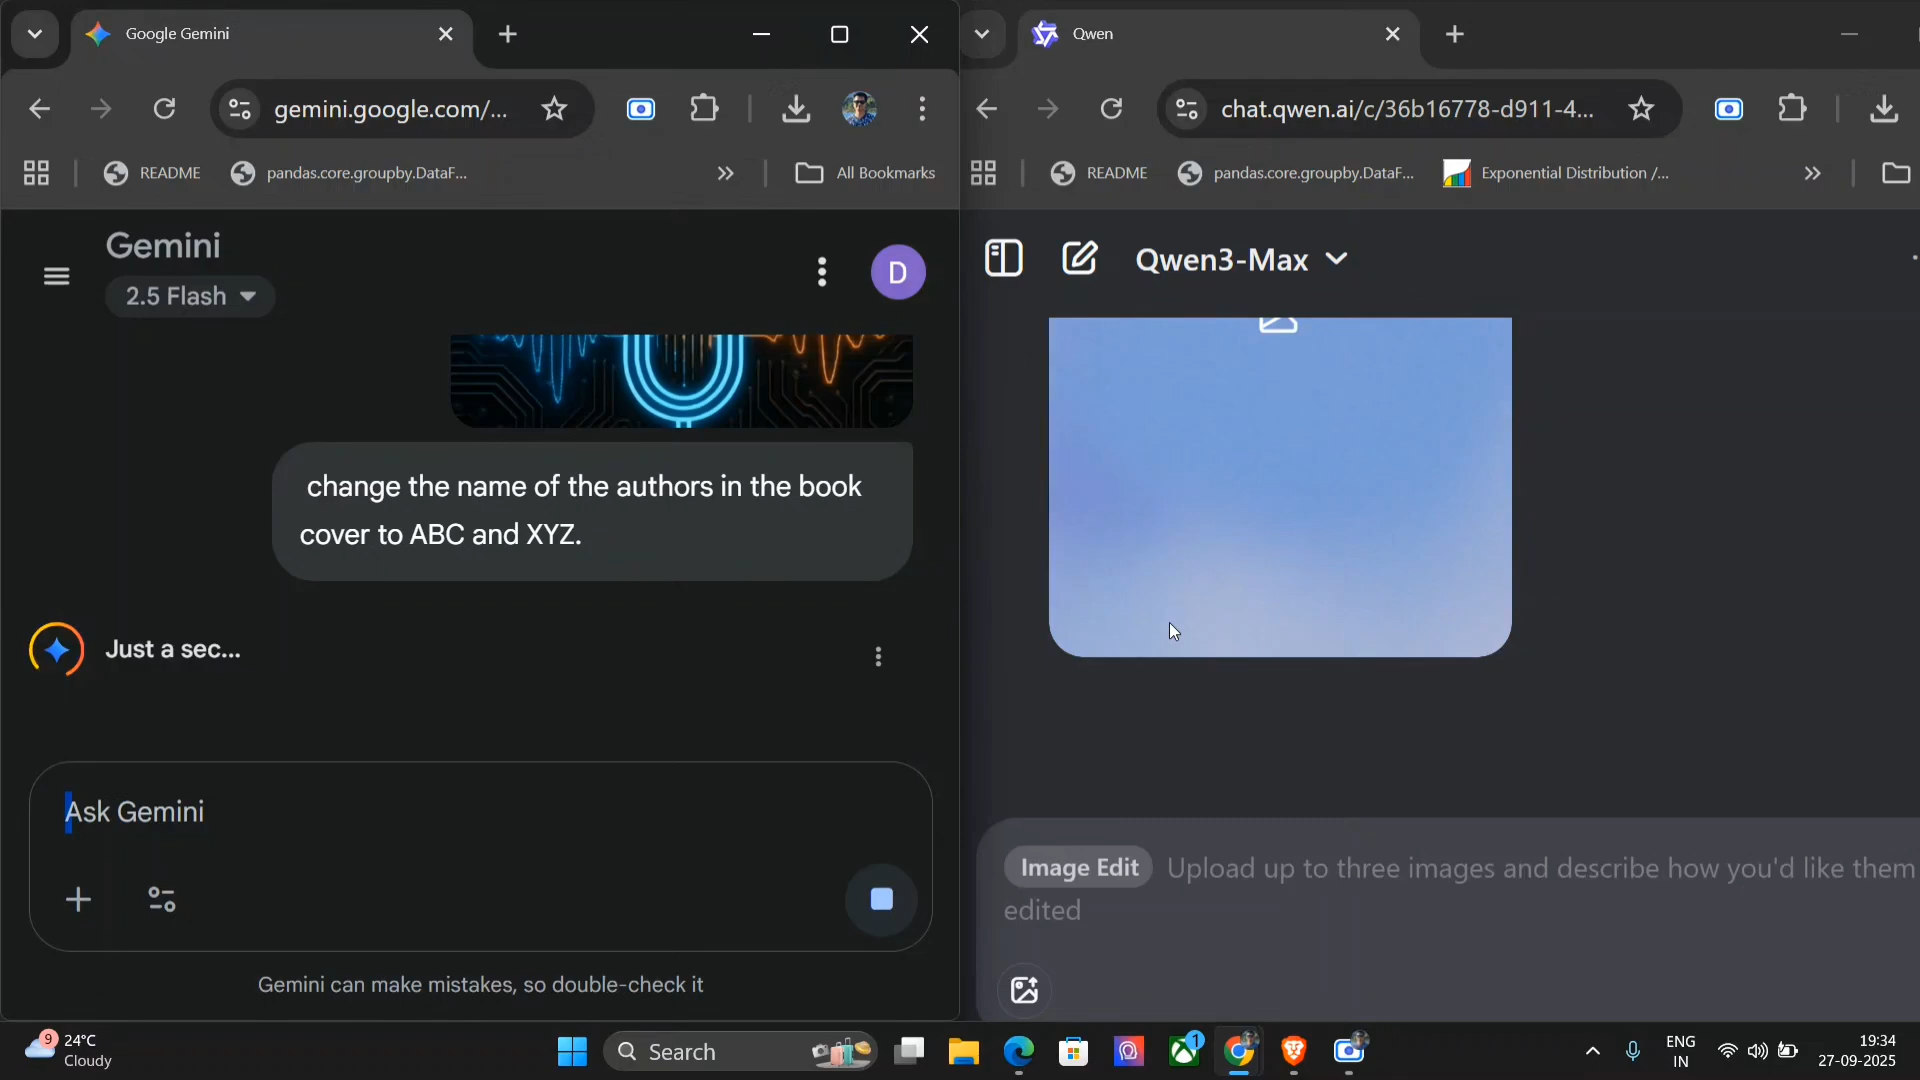 Google Gemini
Qwen
gemini.google.com/...
chat.qwen.ai/c/36b16778-d911-4...
README
pandas.core.groupby.DataF...
All Bookmarks
README
pandas.core.groupby.DataF...
Exponential Distribution /...
Gemini
2.5 Flash
D
Qwen3-Max
change the name of the authors in the book
cover to ABC and XYZ.
Just a sec...
Ask Gemini
Gemini can make mistakes, so double-check it
Image Edit Upload up to three images and describe how you'd like them
edited
9
24°C
Cloudy
Search
1
ENG
IN
19:34
27-09-2025